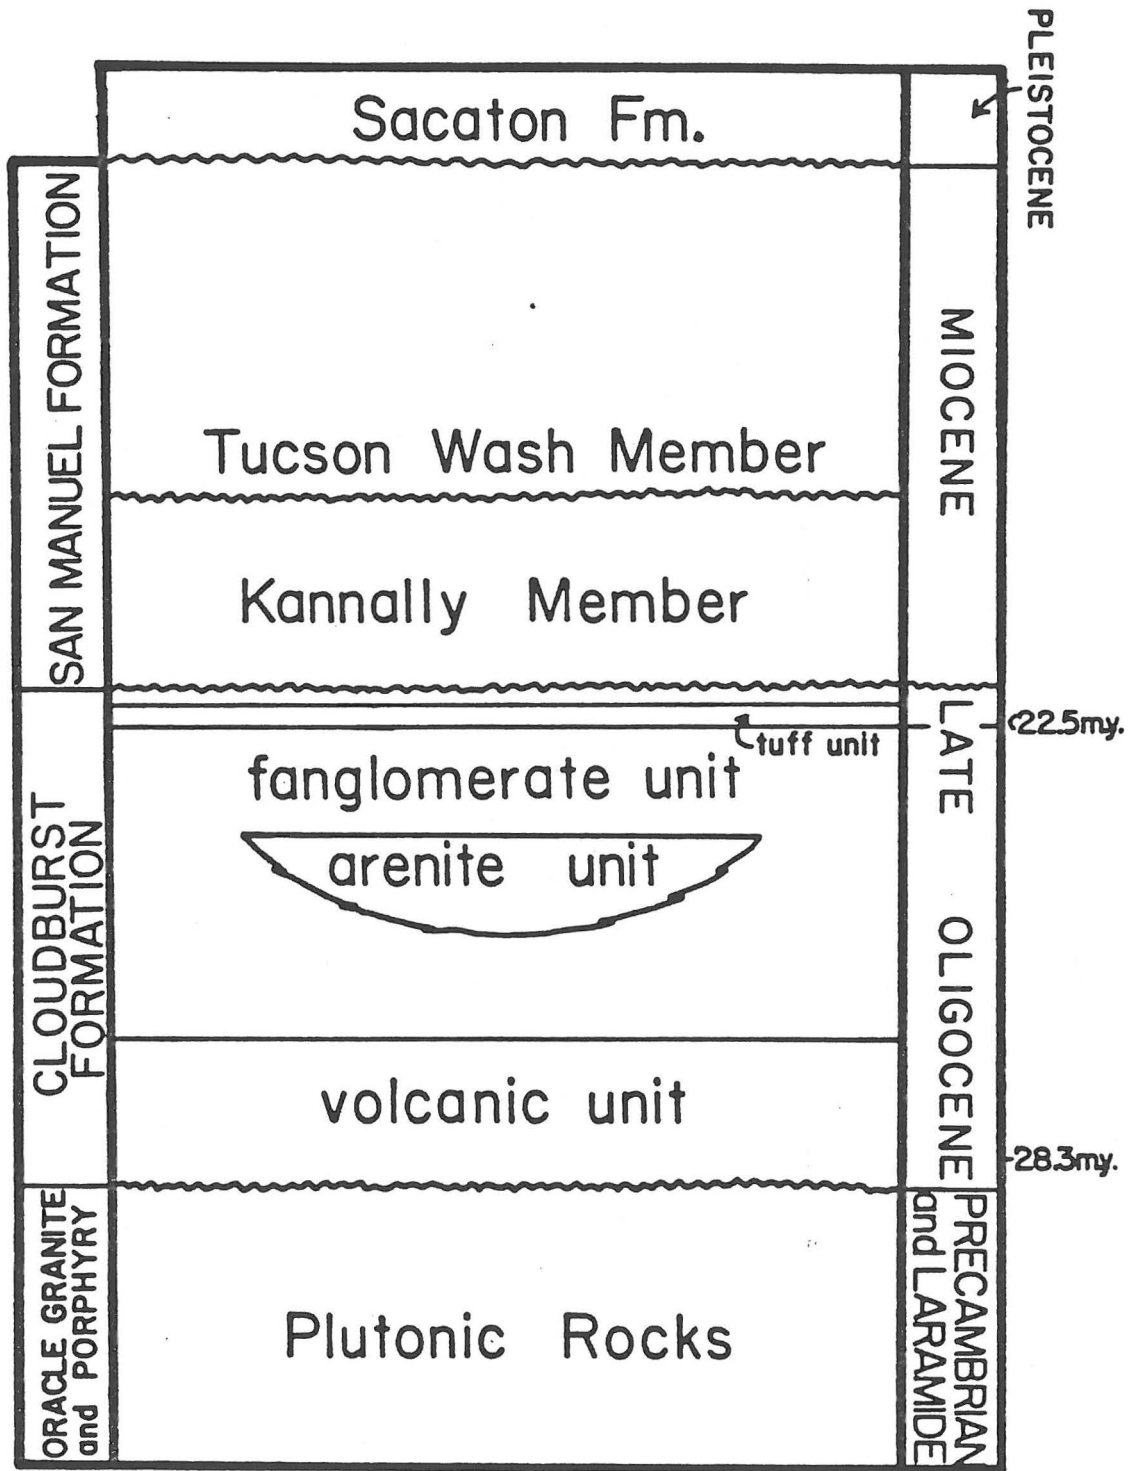 PLEISTOCENE
Sacaton Fm.
SAN MANUEL FORMATION
MIOCENE
Tucson Wash Member
Kannally Member
CLOUDBURST
FORMATION
LATE OLIGOCENE
22.5my.
tuff unit
fanglomerate unit
arenite unit
volcanic unit
28.3my.
ORACLE GRANITE
and PORPHYRY
Plutonic Rocks
PRECAMBRIAN
and LARAMIDE